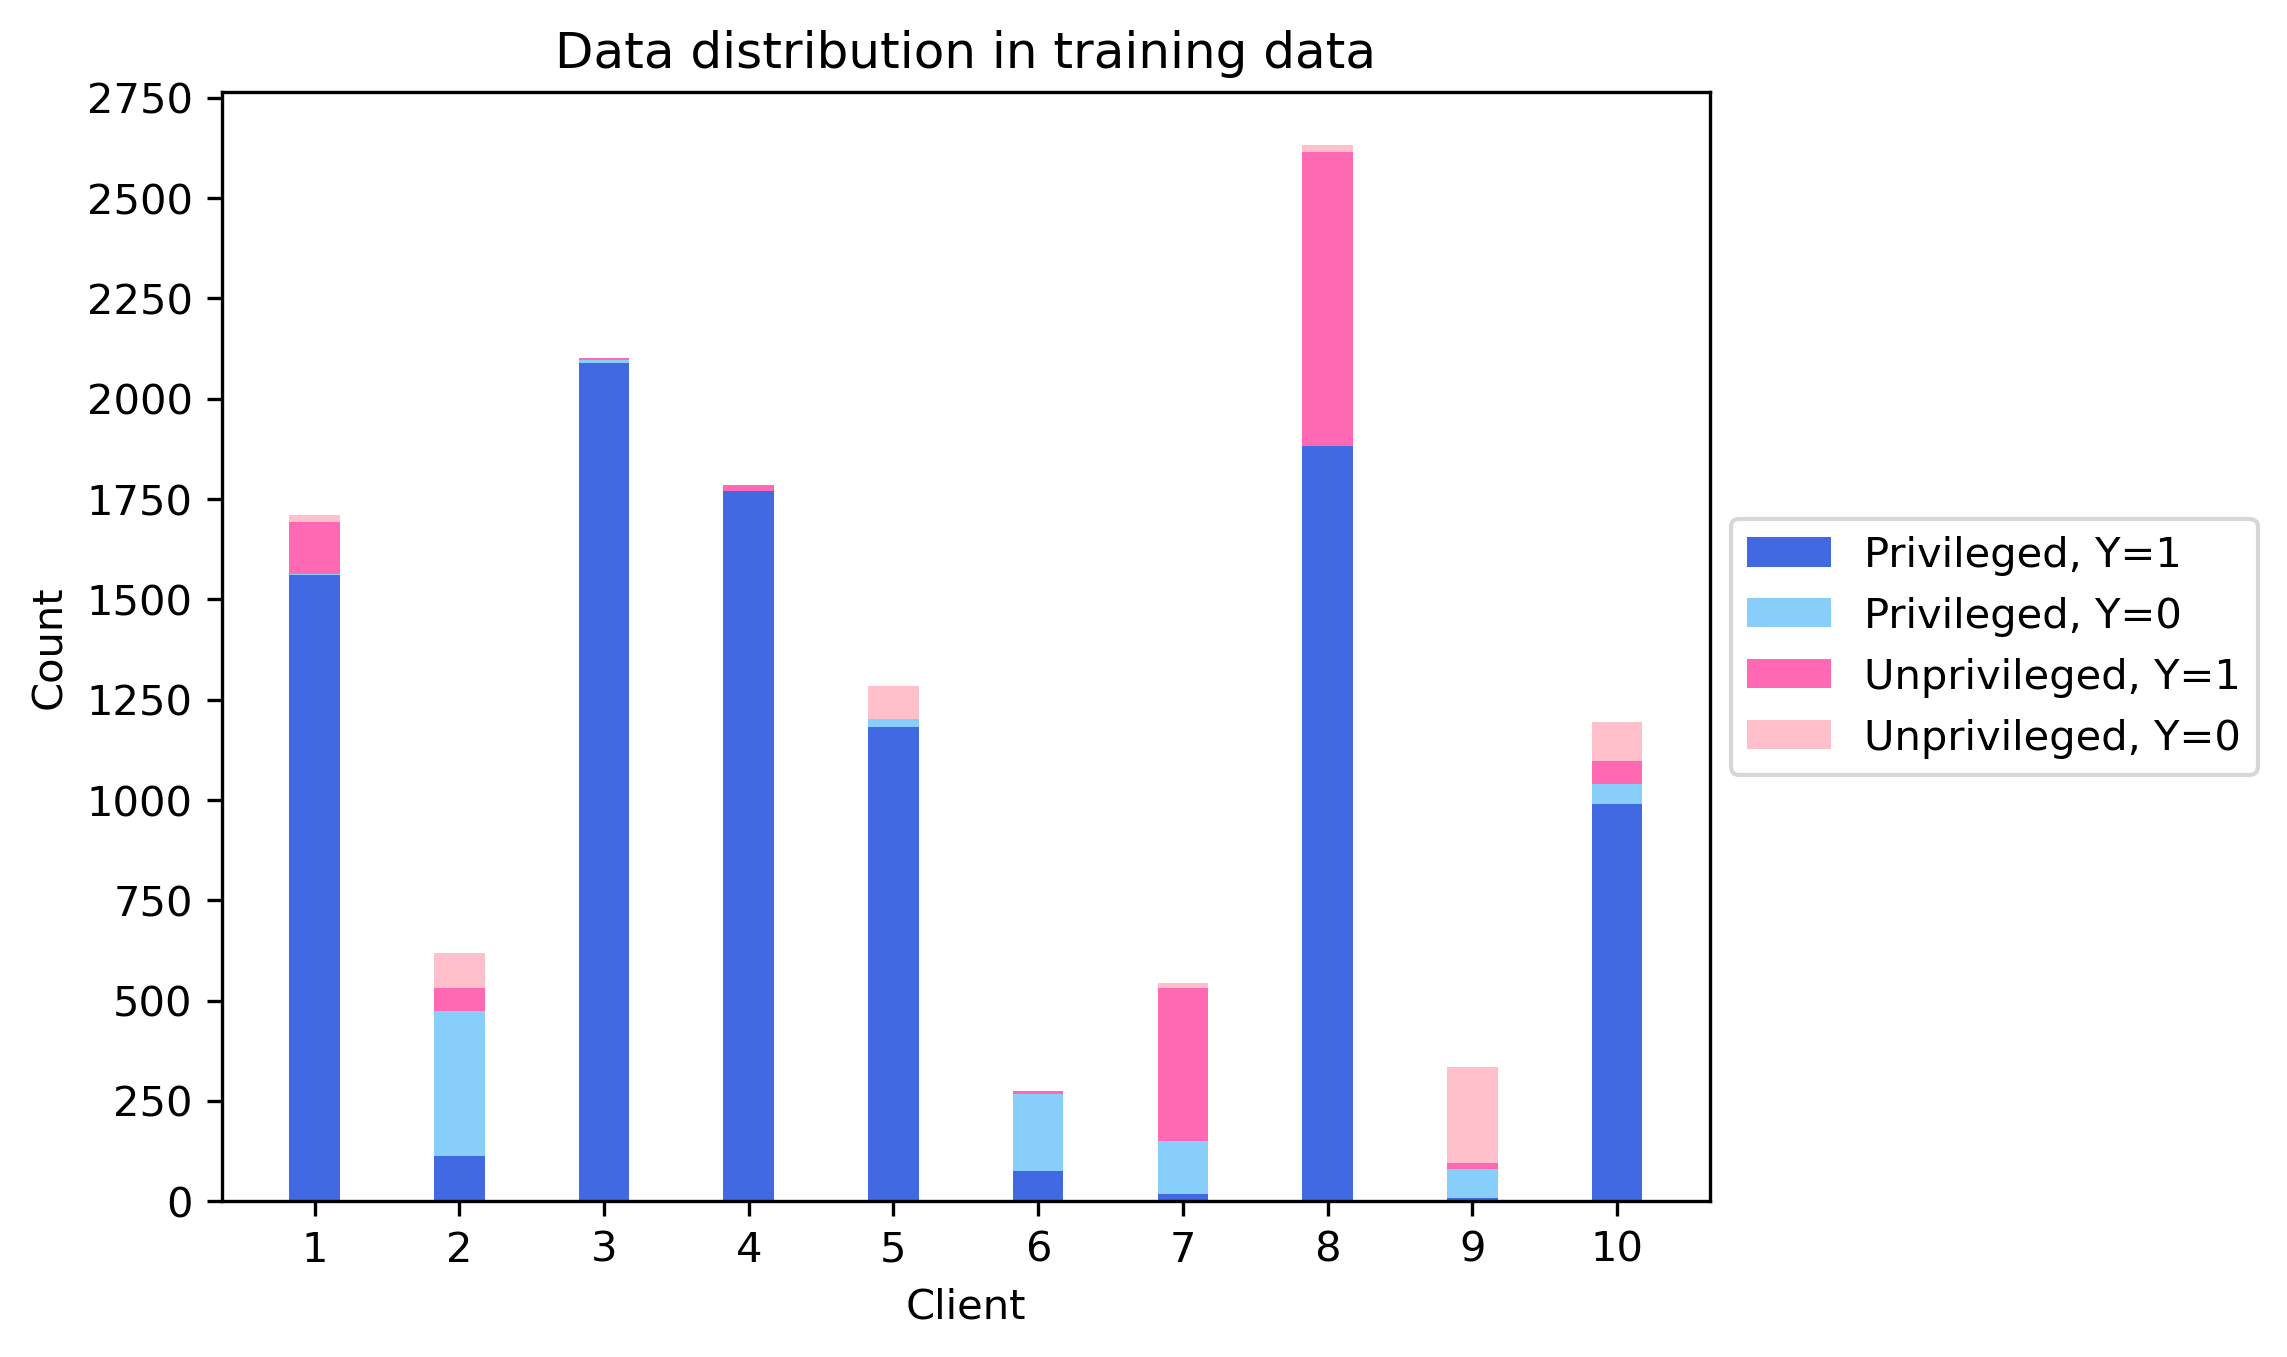 Data distribution in training data
2750
2500
2250
2000
1750
1500
1250
1000
750
500
250
0
Count
1 2 3 4 5 6 7 8 9 10
Client
Privileged, Y=1
Privileged, Y=0
Unprivileged, Y=1
Unprivileged, Y=0